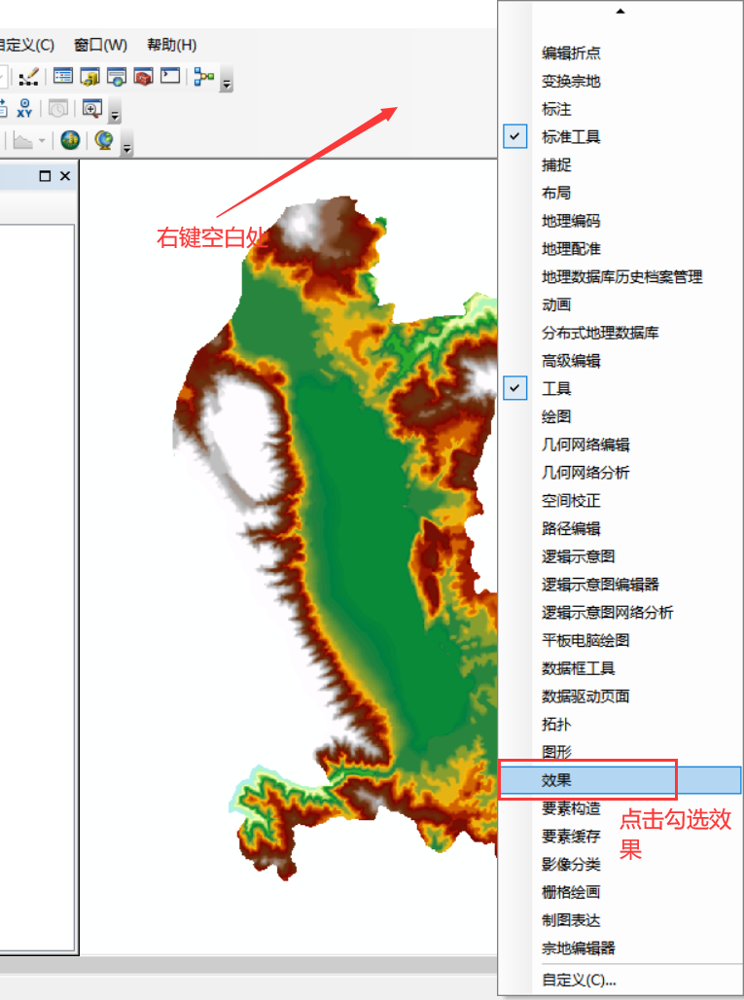 自定义(C) 窗口(W) 帮助(H)
XY
右键空白处
编辑折点
变换宗地
标注
标准工具
捕捉
布局
地理编码
地理配准
地理数据库历史档案管理
动画
分布式地理数据库
高级编辑
工具
绘图
几何网络编辑
几何网络分析
空间校正
路径编辑
逻辑示意图
逻辑示意图编辑器
逻辑示意图网络分析
平板电脑绘图
数据框工具
数据驱动页面
拓扑
图形
效果
要素构造
要素缓存
影像分类
栅格绘画
制图表达
宗地编辑器
自定义(C)...
点击勾选效
果